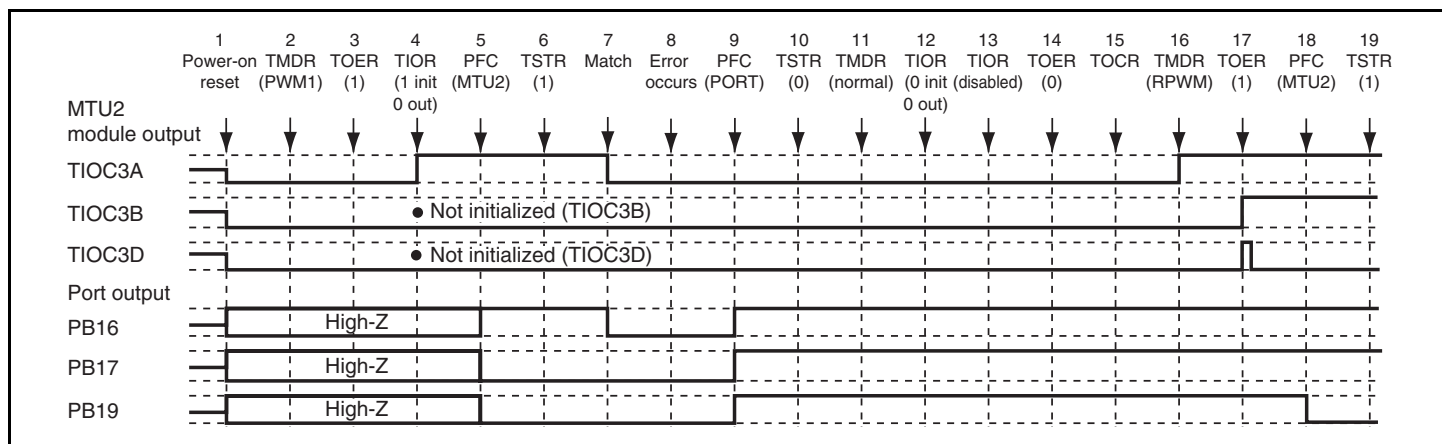 1 2 3 4 5 6 7 8 9 10 11 12 13 14 15 16 17 18 19
Power-on TMDR TOER TIOR PFC TSTR Match Error PFC TSTR TMDR TIOR TIOR TOER TOCR TMDR TOER PFC TSTR
reset (PWM1) (1) (1 init (MTU2) (1) occurs (PORT) (0) (normal) (0 init (disabled) (0) (RPWM) (1) (MTU2) (1)
0 out) 0 out)
MTU2
module output
TIOC3A
TIOC3B ● Not initialized (TIOC3B)
TIOC3D ● Not initialized (TIOC3D)
Port output
PB16 High-Z
PB17 High-Z
PB19 High-Z